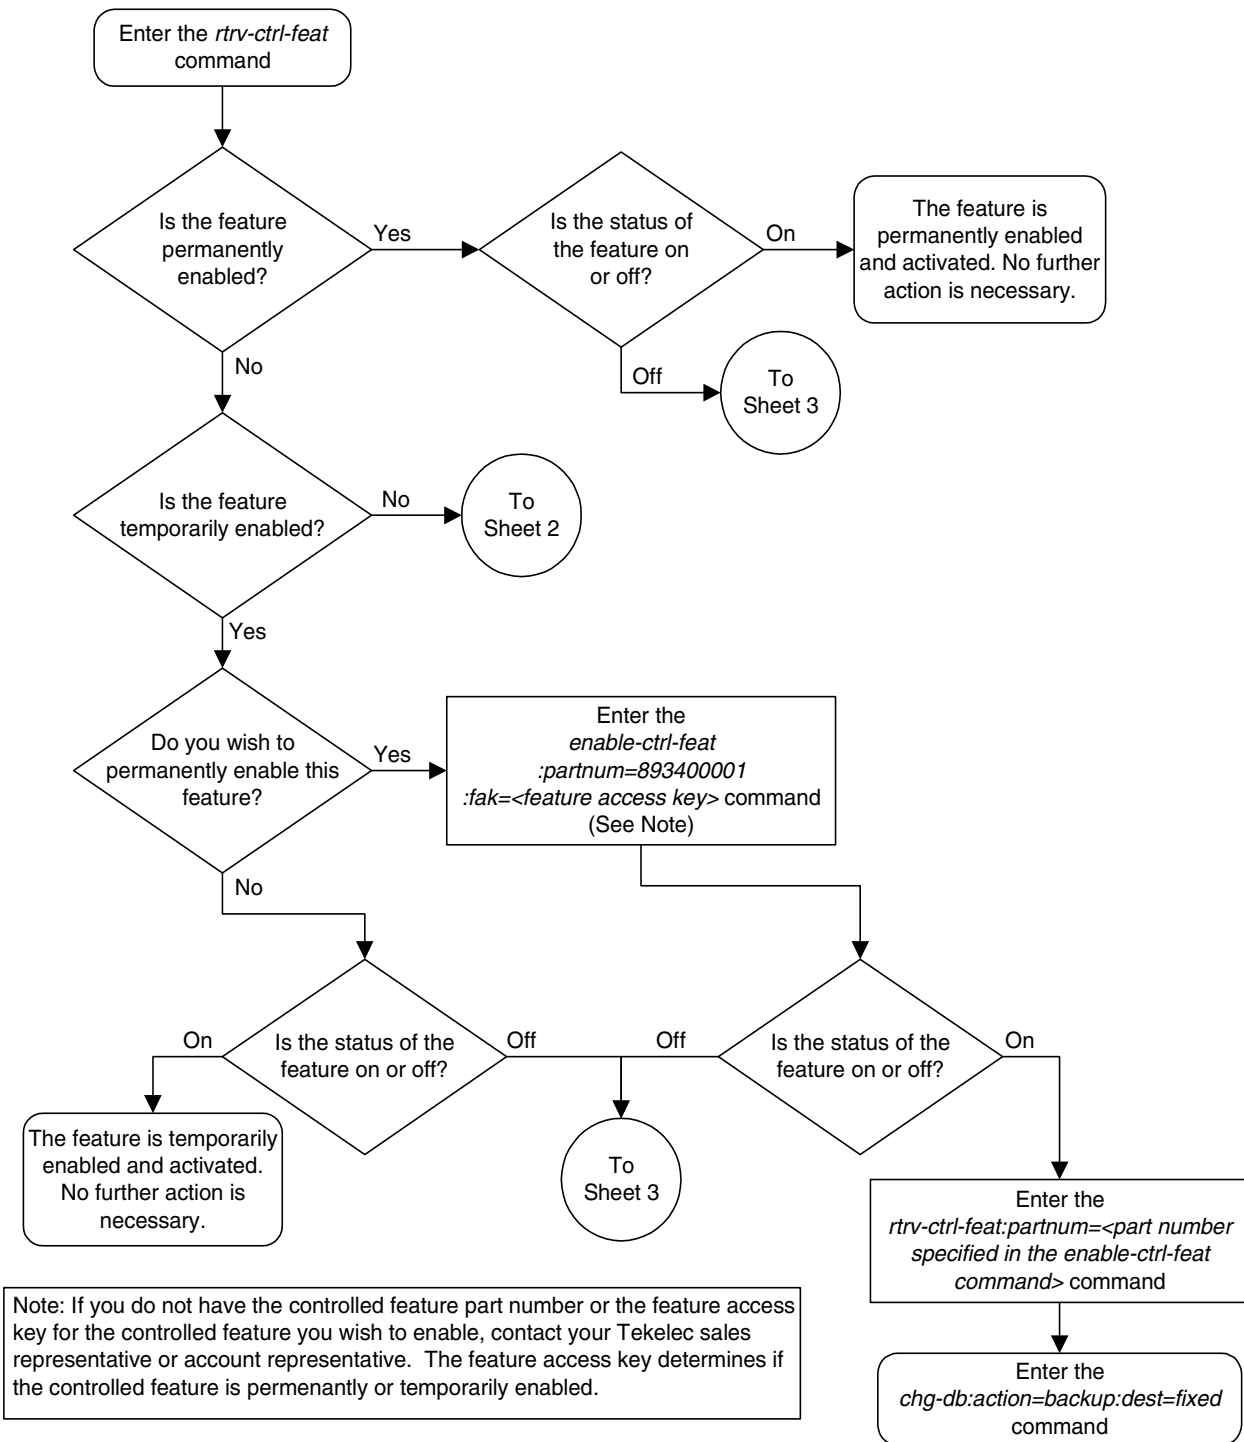 Enter the rtrv-ctrl-feat
command
Is the feature
permanently
enabled?
Yes
Is the status of
the feature on
or off?
On
The feature is
permanently enabled
and activated. No further
action is necessary.
No
Off
To
Sheet 3
Is the feature
temporarily enabled?
No
To
Sheet 2
Yes
Do you wish to
permanently enable this
feature?
Yes
Enter the
enable-ctrl-feat
:partnum=893400001
:fak=<feature access key> command
(See Note)
No
On
Is the status of the
feature on or off?
Off
Off
Is the status of the
feature on or off?
On
The feature is temporarily
enabled and activated.
No further action is
necessary.
To
Sheet 3
Enter the
rtrv-ctrl-feat:partnum=<part number
specified in the enable-ctrl-feat
command> command
Note: If you do not have the controlled feature part number or the feature access
key for the controlled feature you wish to enable, contact your Tekelec sales
representative or account representative. The feature access key determines if
the controlled feature is permenantly or temporarily enabled.
Enter the
chg-db:action=backup:dest=fixed
command